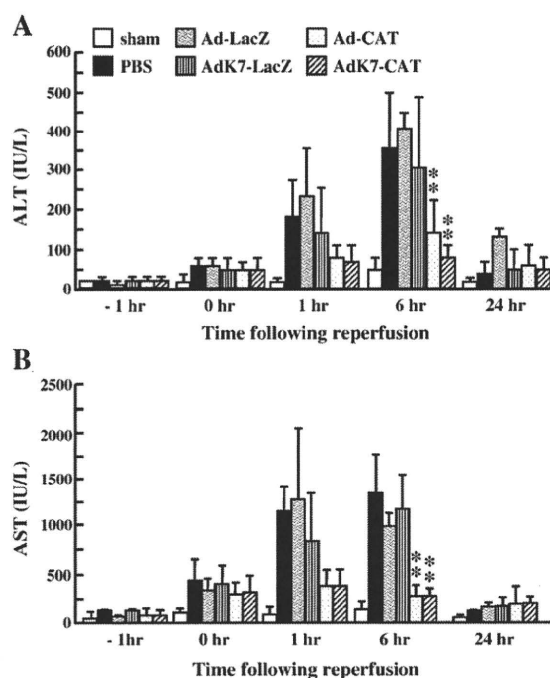 A
sham Ad-LacZ Ad-CAT
PBS AdK7-LacZ AdK7-CAT
600
500
400
300
200
100
0
ALT (IU/L)
** **
- 1 hr 0 hr 1 hr 6 hr 24 hr
Time following reperfusion
B
2500
2000
1500
1000
500
0
AST (IU/L)
** **
- 1 hr 0 hr 1 hr 6 hr 24 hr
Time following reperfusion